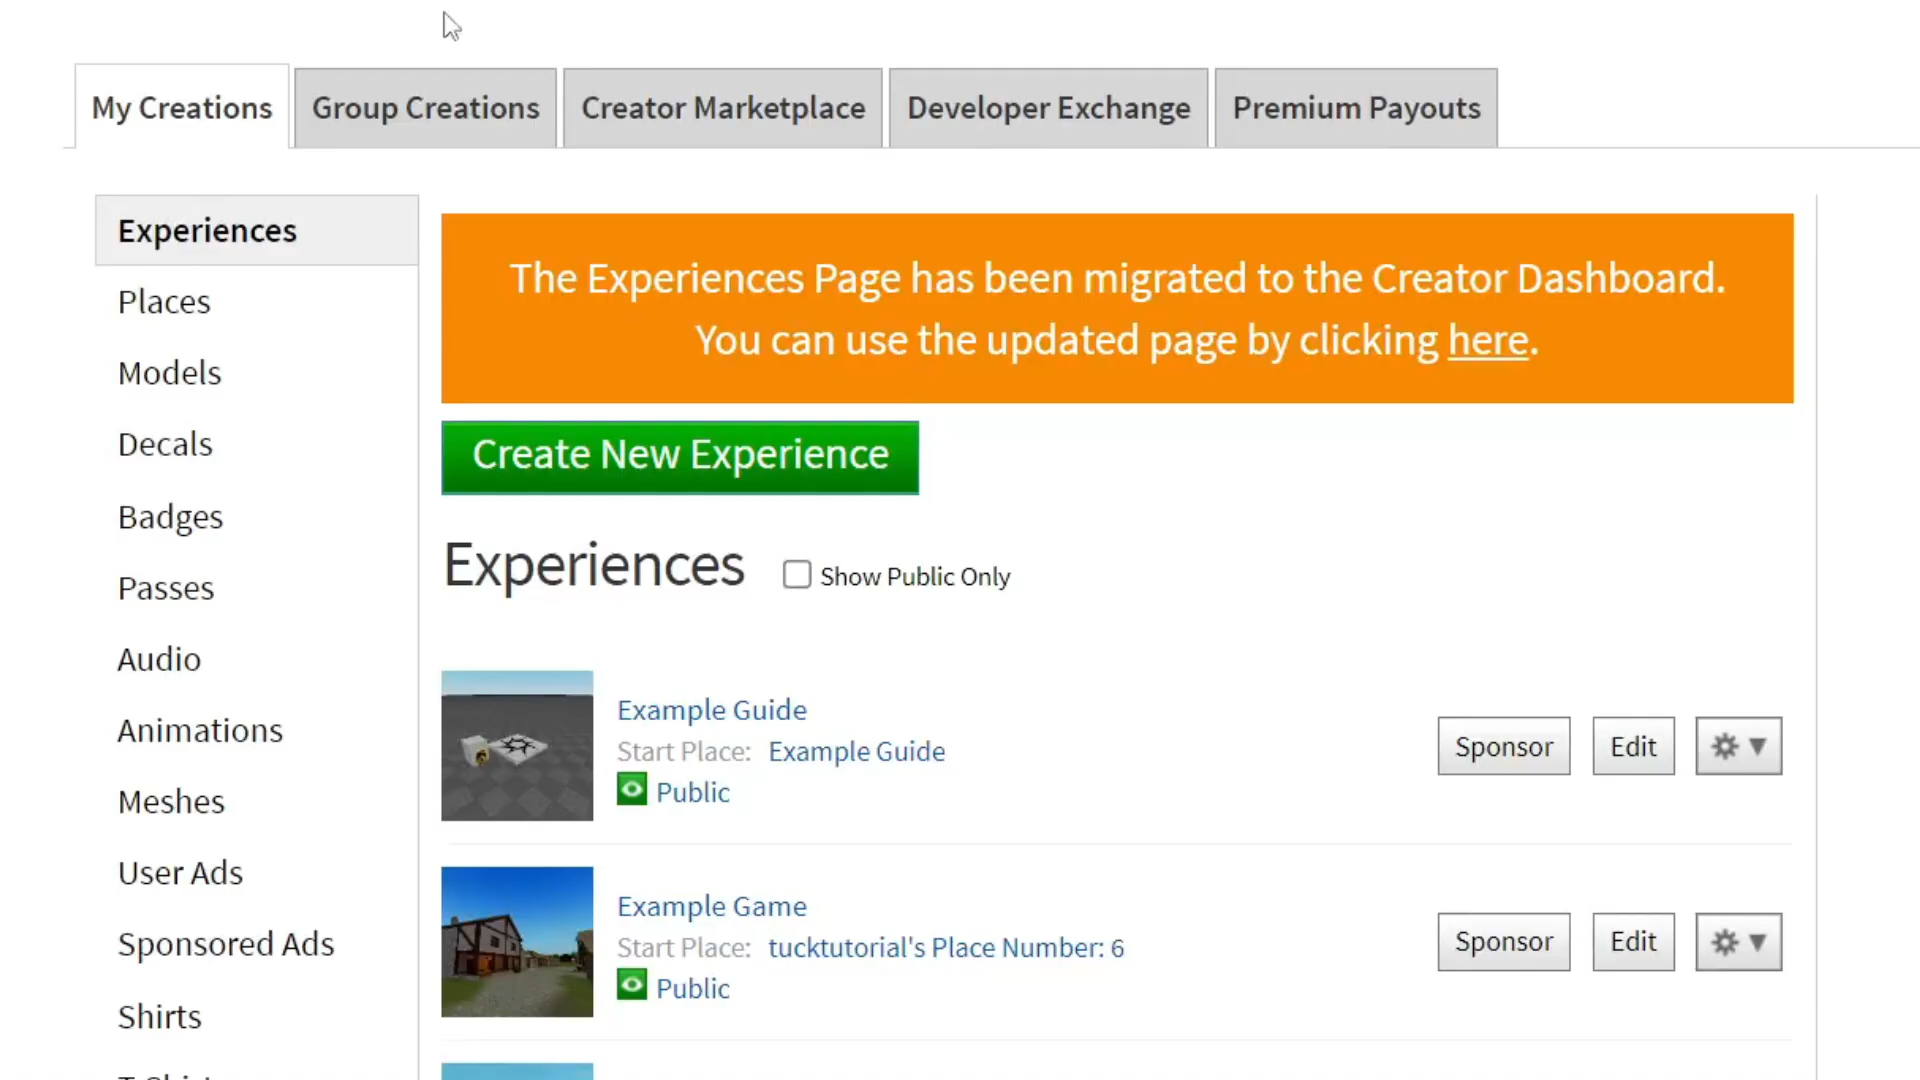 My Creations
Group Creations
Creator Marketplace
Developer Exchange
Premium Payouts
Experiences
Places
Models
Decals
Badges
Passes
Audio
Animations
Meshes
User Ads
Sponsored Ads
Shirts
The Experiences Page has been migrated to the Creator Dashboard.
You can use the updated page by clicking here.
Create New Experience
Experiences
Show Public Only
Example Guide
Start Place: Example Guide
Public
Sponsor
Edit
Example Game
Start Place: tucktutorial's Place Number: 6
Public
Sponsor
Edit